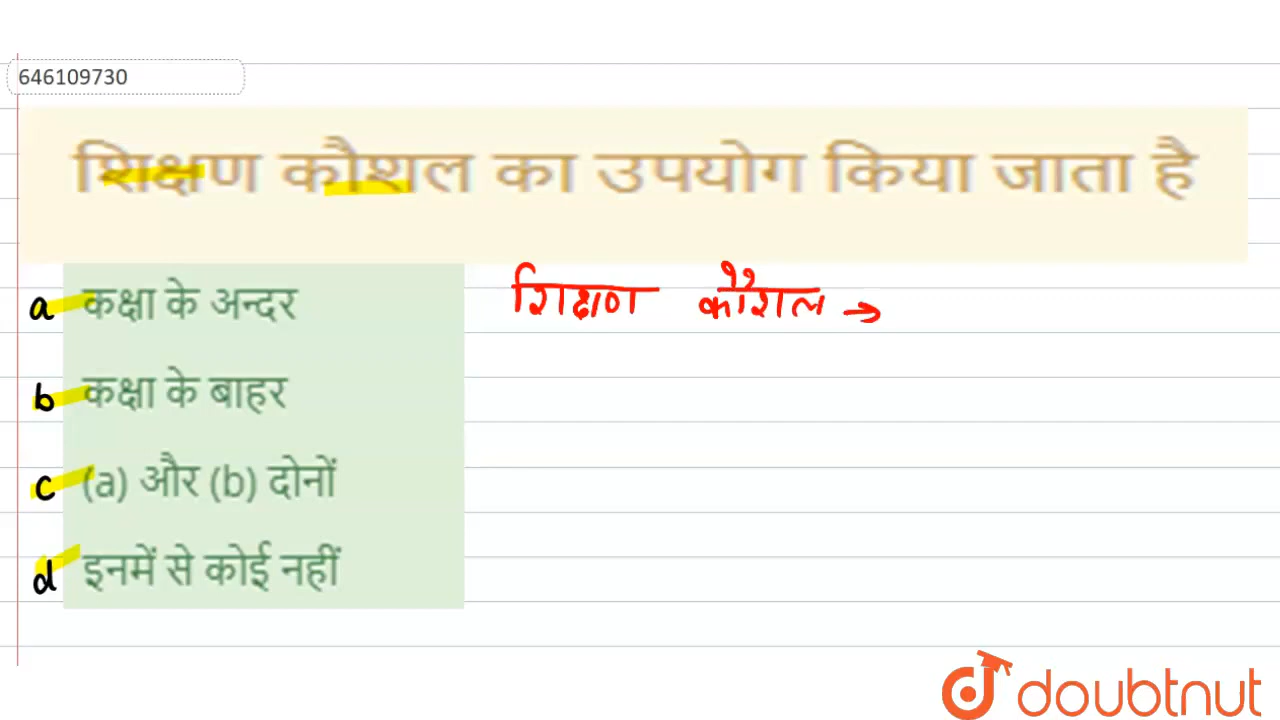 646109730
शिक्षण कौशल का उपयोग किया जाता है
a कक्षा के अन्दर
शिक्षण कौशल →
b कक्षा के बाहर
c (a) और (b) दोनों
d इनमें से कोई नहीं
doubtnut